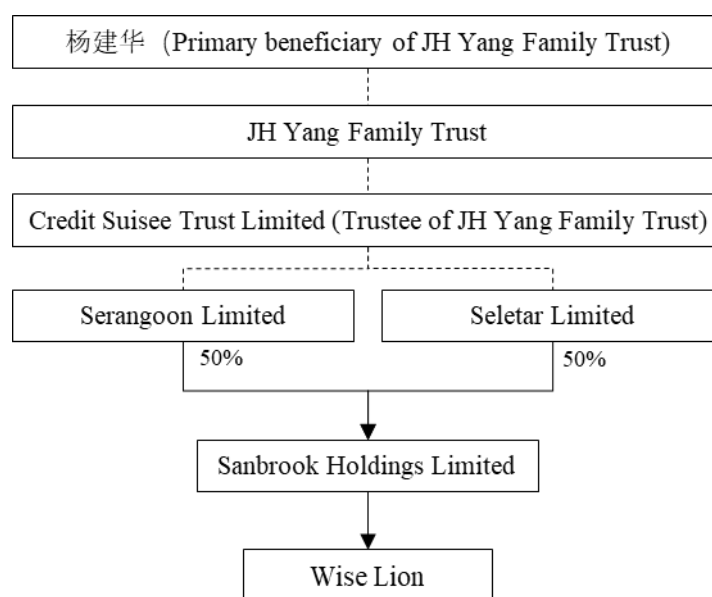 杨建华（Primary beneficiary of JH Yang Family Trust)
JH Yang Family Trust
Credit Suisee Trust Limited (Trustee of JH Yang Family Trust)
Serangoon Limited
Seletar Limited
50%
50%
Sanbrook Holdings Limited
Wise Lion